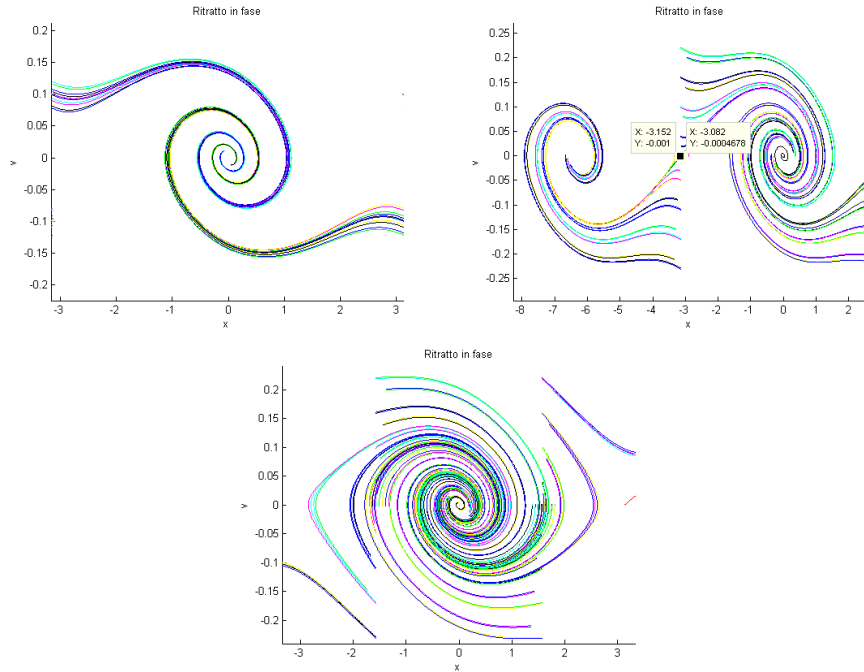 Ritratto in fase
0.2
0.15
0.1
0.05
0
-0.05
-0.1
-0.15
-0.2
v
-3 -2 -1 0 1 2 3
x
Ritratto in fase
0.25
0.2
0.15
0.1
0.05
0
-0.05
-0.1
-0.15
-0.2
-0.25
v
X: -3.152
Y: -0.001
X: -3.082
Y: -0.0004678
-8 -7 -6 -5 -4 -3 -2 -1 0 1 2
x
Ritratto in fase
0.2
0.15
0.1
0.05
0
-0.05
-0.1
-0.15
-0.2
v
-3 -2 -1 0 1 2 3
x